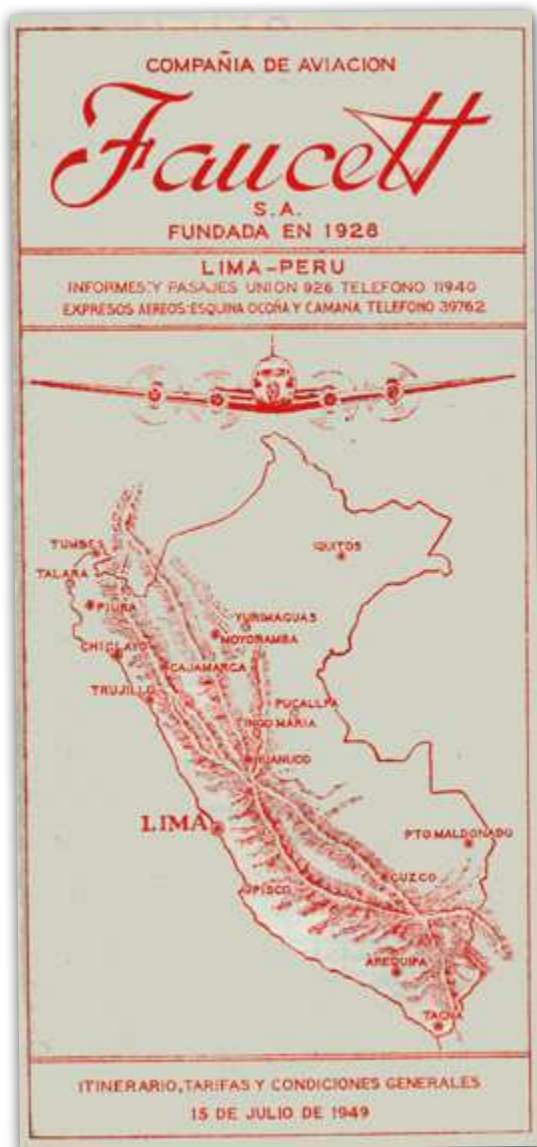 COMPAÑIA DE AVIACION
Faucett
S.A.
FUNDADA EN 1928
LIMA-PERU
INFORMES Y PASAJES UNION 926 TELEFONO 11940
EXPRESOS AEREOS-ESQUINA OCOÑA Y CAMANA TELEFONO 39762
TUMBES
IQUITOS
TALARA
PIURA
YURIMAGUAS
MOYOBAMBA
CHICLAYO
CAJAMARCA
TRUJILLO
PUCALLPA
TINGO MARIA
HUANUCO
LIMA
PTO. MALDONADO
CUZCO
PISCO
AREQUIPA
TACNA
ITINERARIO, TARIFAS Y CONDICIONES GENERALES
15 DE JULIO DE 1949